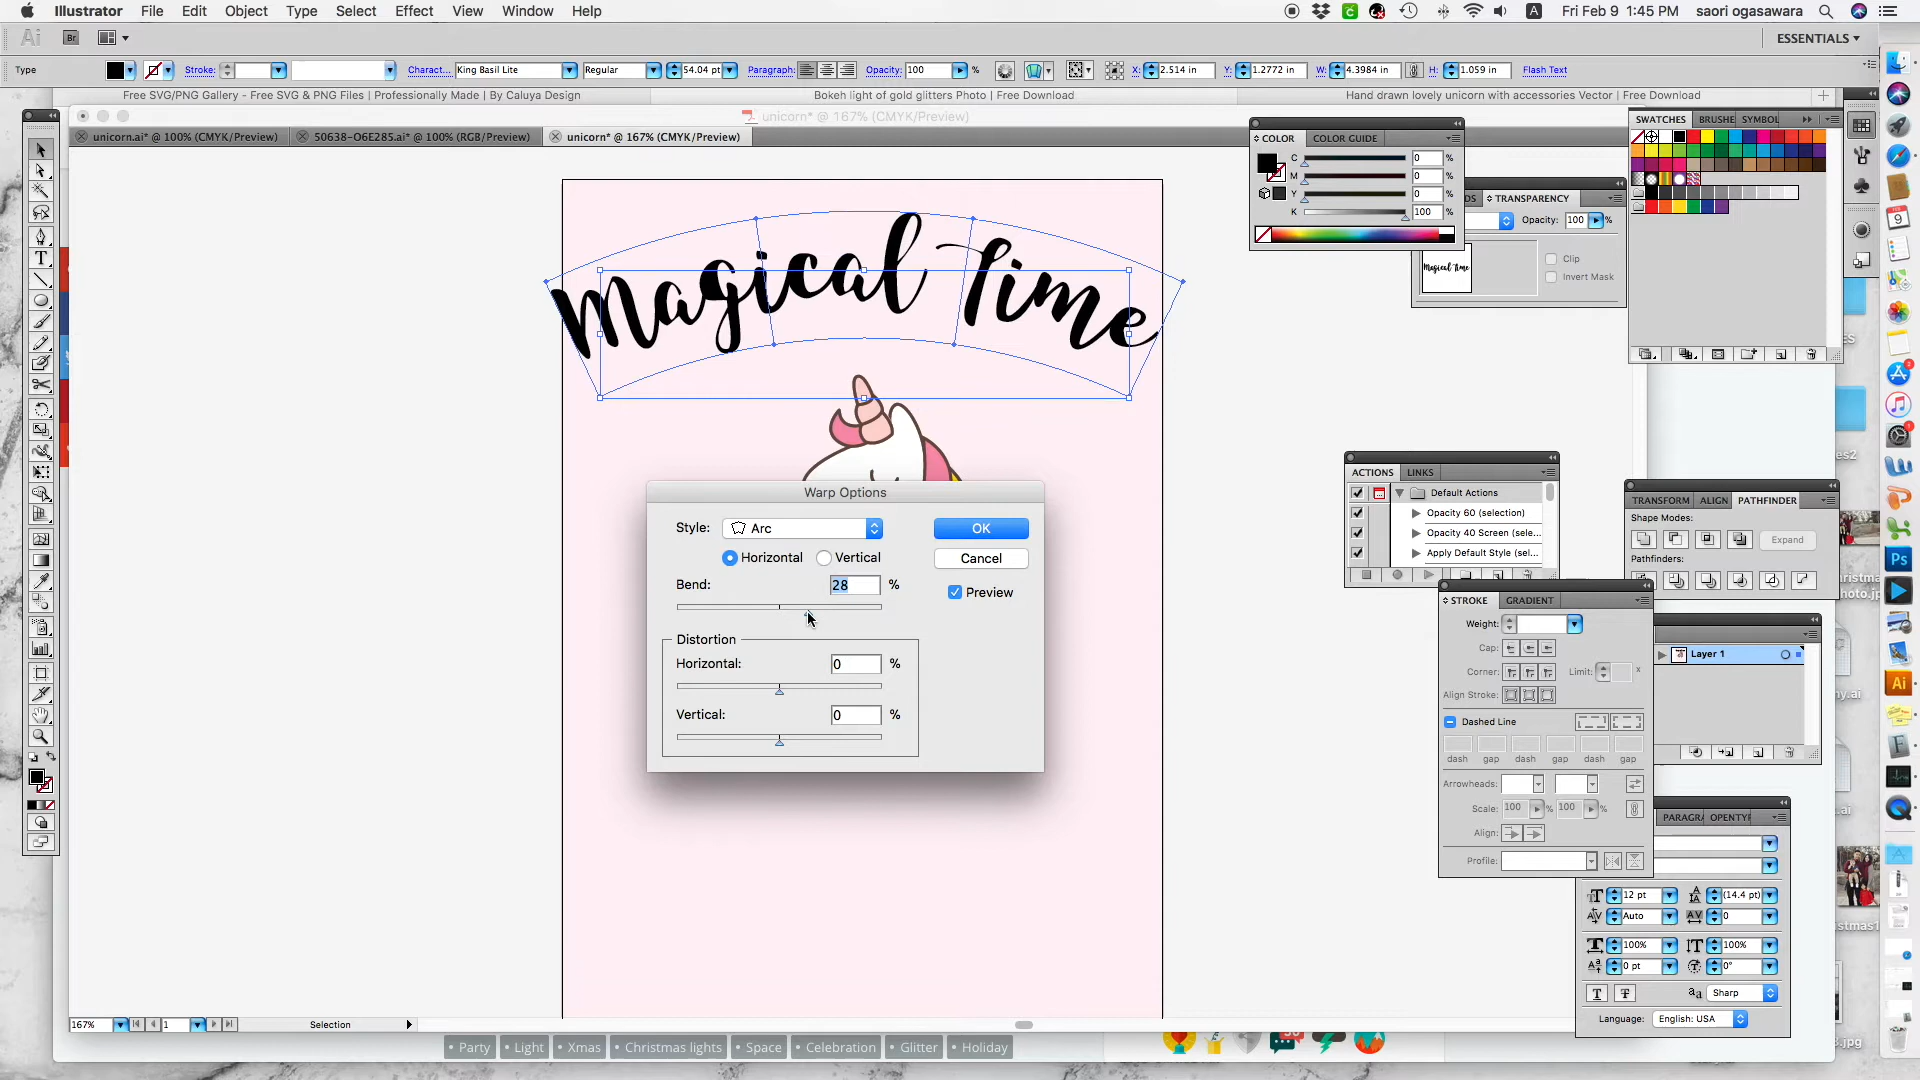 Illustrator File Edit Object Type Select Effect View Window Help
Fri Feb 9 1:45 PM saori ogasawara
Ai Br ESSENTIALS
Type Stroke: Charact... King Basil Lite Regular 54.04 pt Paragraph: Opacity: 100 % X: 2.514 in Y: 1.2772 in W: 4.3984 in H: 1.059 in Flash Text
Free SVG/PNG Gallery - Free SVG & PNG Files | Professionally Made | By Caluya Design
Bokeh light of gold glitters Photo | Free Download
Hand drawn lovely unicorn with accessories Vector | Free Download
unicorn* @ 167% (CMYK/Preview)
unicorn.ai* @ 100% (CMYK/Preview)
50638-O6E285.ai* @ 100% (RGB/Preview)
unicorn* @ 167% (CMYK/Preview)
Magical Time
COLOR COLOR GUIDE
C 0 %
M 0 %
Y 0 %
K 100 %
SWATCHES BRUSHE SYMBOL
TRANSPARENCY
Opacity: 100 %
Magical Time
Clip
Invert Mask
Warp Options
Style: Arc
OK
Horizontal Vertical
Cancel
Bend: 28 %
Preview
Distortion
Horizontal: 0 %
Vertical: 0 %
ACTIONS LINKS
Default Actions
Opacity 60 (selection)
Opacity 40 Screen (sele...
Apply Default Style (sel...
TRANSFORM ALIGN PATHFINDER
Shape Modes:
Expand
Pathfinders:
STROKE GRADIENT
Weight:
Cap:
Corner: Limit: x
Align Stroke:
Dashed Line
dash gap dash gap dash gap
Arrowheads:
Scale: 100 % 100 %
Align:
Profile:
Layer 1
PARAGRA OPENTYP
12 pt (14.4 pt)
Auto 0
100% 100%
0 pt 0°
Sharp
Language: English: USA
167% 1 Selection
Party Light Xmas Christmas lights Space Celebration Glitter Holiday
Ps
Ai